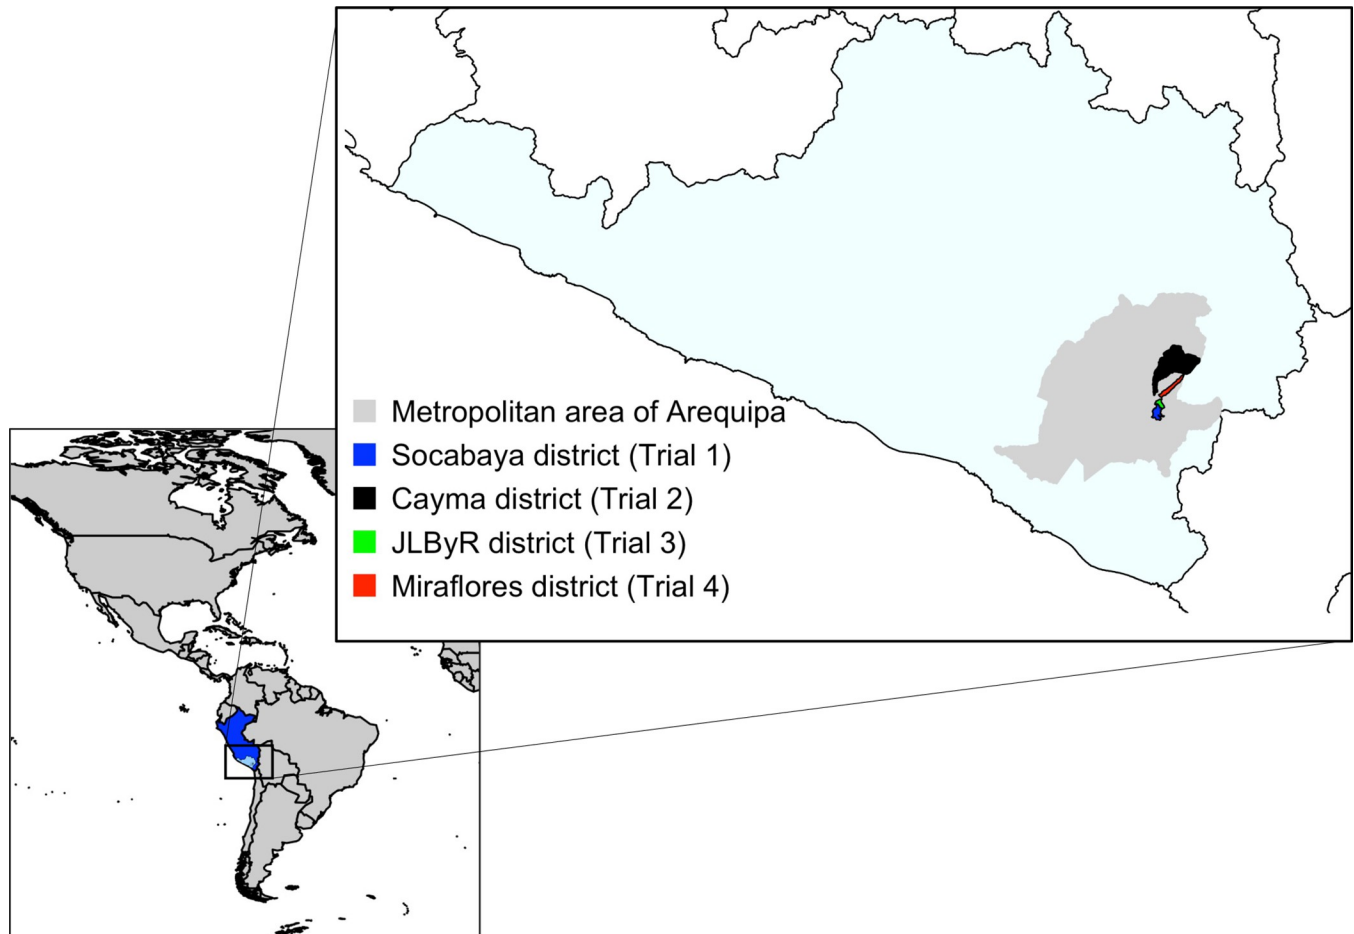 Metropolitan area of Arequipa
Socabaya district (Trial 1)
Cayma district (Trial 2)
JLByR district (Trial 3)
Miraflores district (Trial 4)